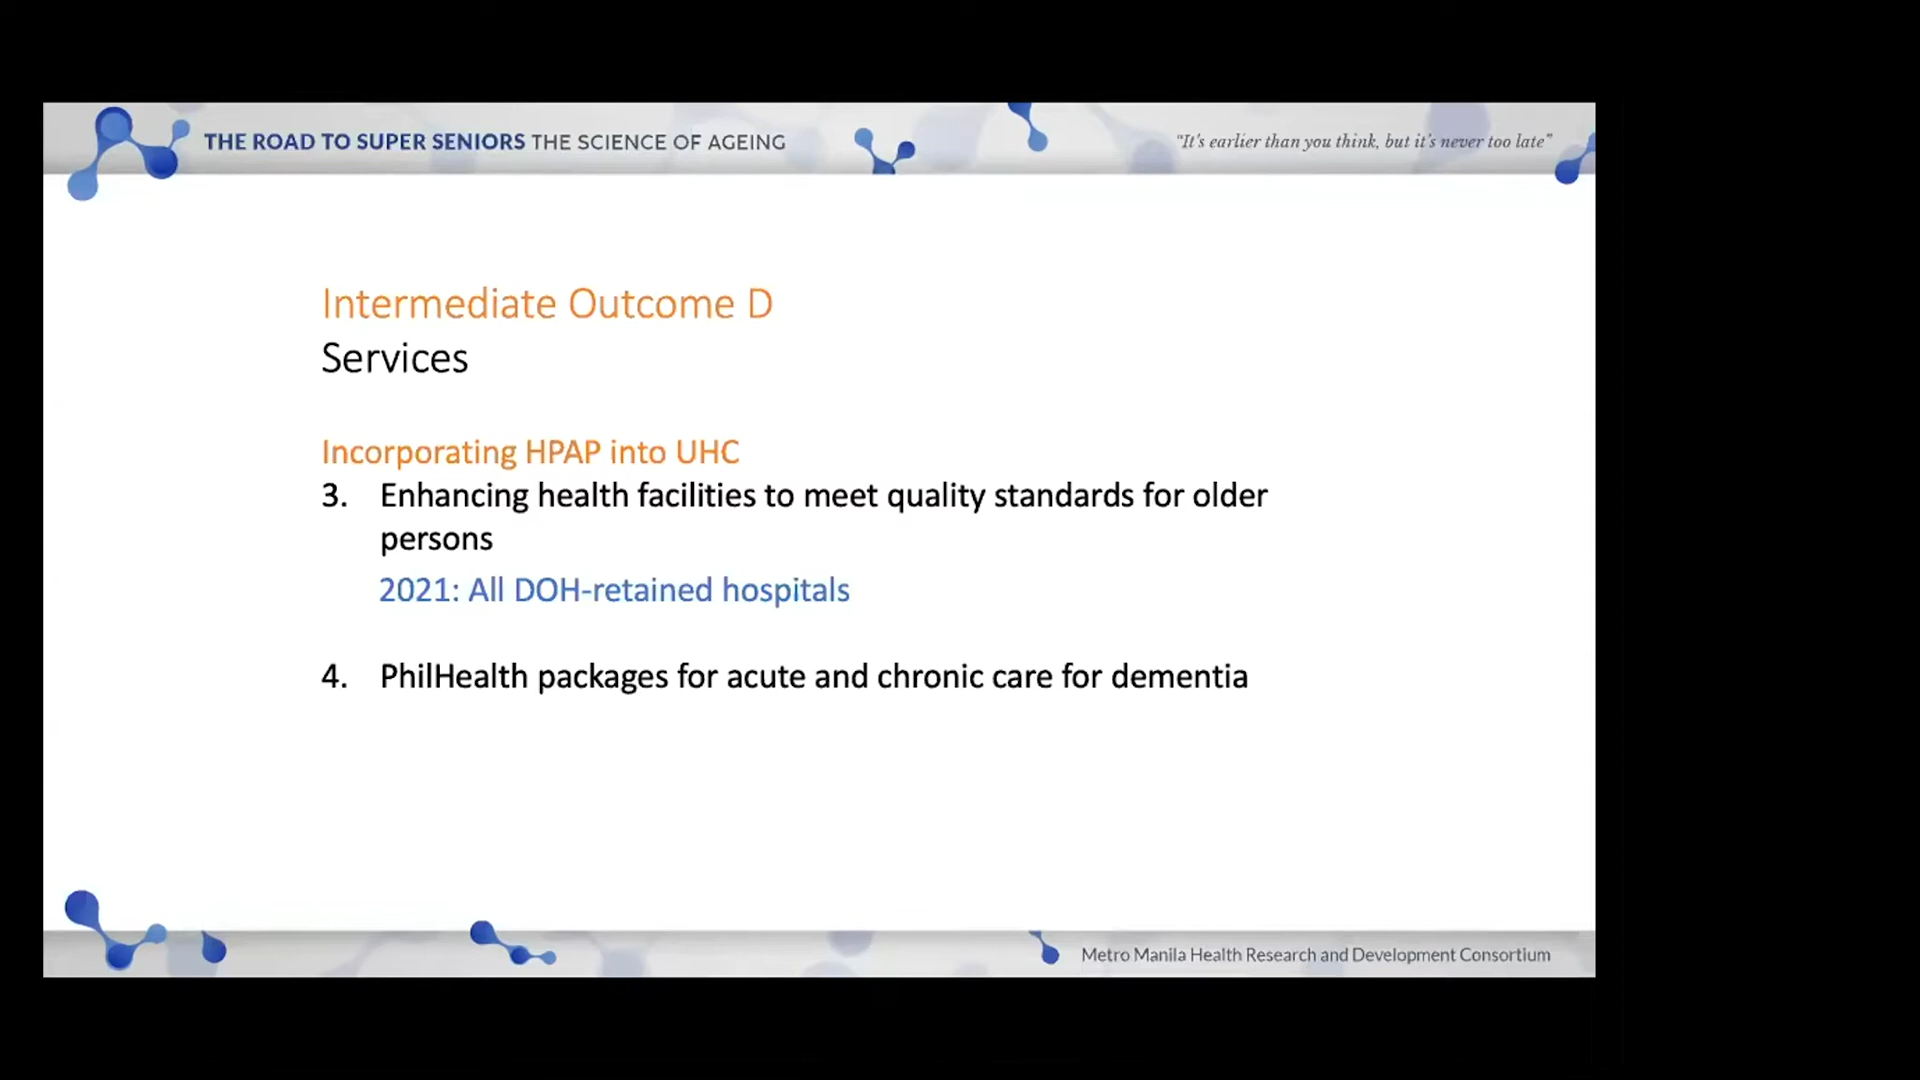 THE ROAD TO SUPER SENIORS THE SCIENCE OF AGEING
“It’s earlier than you think, but it’s never too late”
Intermediate Outcome D
Services
Incorporating HPAP into UHC
3. Enhancing health facilities to meet quality standards for older
persons
2021: All DOH-retained hospitals
4. PhilHealth packages for acute and chronic care for dementia
Metro Manila Health Research and Development Consortium